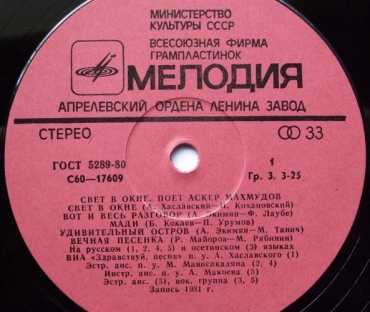 МИНИСТЕРСТВО
КУЛЬТУРЫ СССР
ВСЕСОЮЗНАЯ ФИРМА
ГРАМПЛАСТИНОК
МЕЛОДИЯ
АПРЕЛЕВСКИЙ ОРДЕНА ЛЕНИНА ЗАВОД
СТЕРЕО 33
ГОСТ 5289-80 1
С60—17609 Гр. 3. 3-25
СВЕТ В ОКНЕ. ПОЕТ АСКЕР МАХМУДОВ
СВЕТ В ОКНЕ (А. Хаславский—И. Кохановский)
ВОТ И ВЕСЬ РАЗГОВОР (А. Экимян—Ф. Лаубе)
МАДИ (Б. Кокаев—П. Урумов)
УДИВИТЕЛЬНЫЙ ОСТРОВ (А. Экимян—М. Танич)
ВЕЧНАЯ ПЕСЕНКА (Р. Майоров—М. Рябинин)
На русском (1, 2, 4, 5) и осетинском (3) языках
ВИА «Здравствуй, песня» п. у А. Хаславского (1)
Эстр. анс. п. у М. (2, 4)
Инстр. анс. п. у А. Макоева (3)
Эстр. анс. (5), вок. группа (3, 5)
Запись 1981 г.